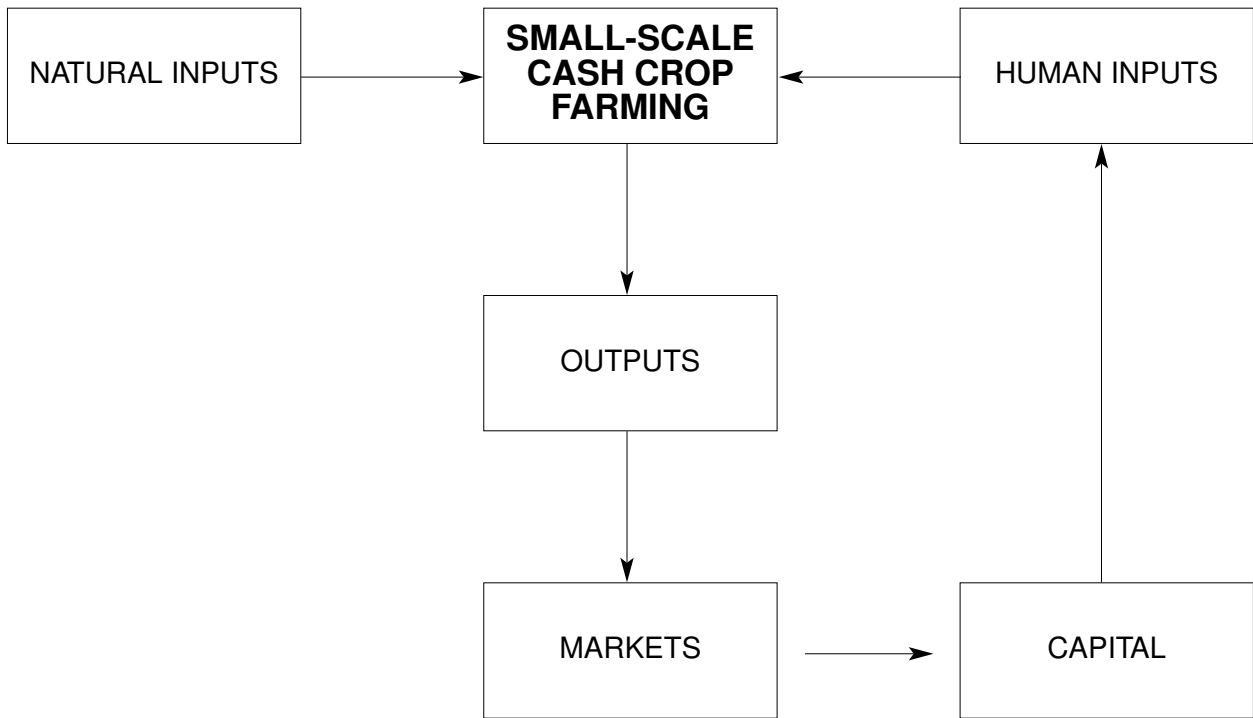 NATURAL INPUTS
SMALL-SCALE
CASH CROP
FARMING
HUMAN INPUTS
OUTPUTS
MARKETS
CAPITAL